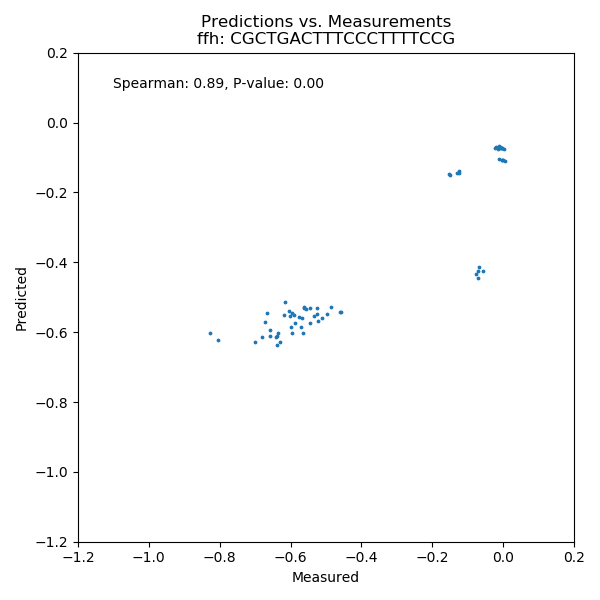 Predictions vs. Measurements
ffh: CGCTGACTTTCCCTTTTCCG
Spearman: 0.89, P-value: 0.00
0.2
0.0
−0.2
−0.4
−0.6
−0.8
−1.0
−1.2
Predicted
−1.2 −1.0 −0.8 −0.6 −0.4 −0.2 0.0 0.2
Measured